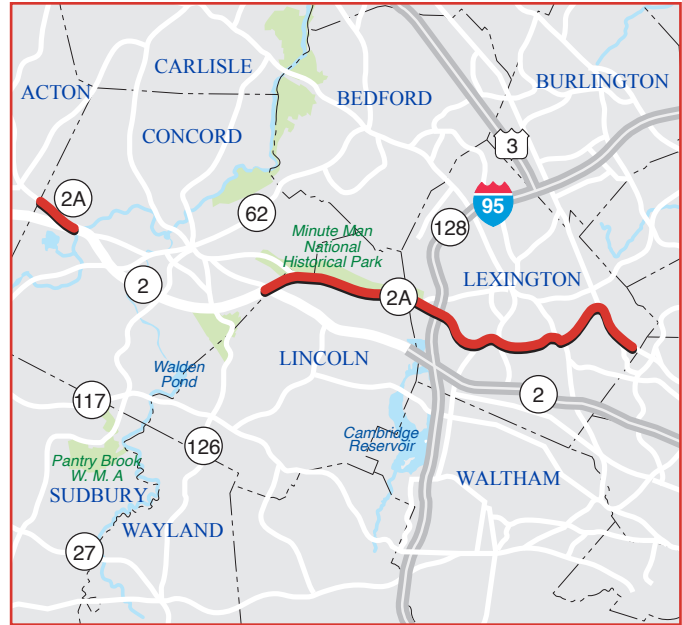 CARLISLE
ACTON
BEDFORD
BURLINGTON
CONCORD
3
2A
62
95
128
Minute Man
National
Historical Park
LEXINGTON
2
2A
LINCOLN
Walden
Pond
117
2
126
Cambridge
Reservoir
Pantry Brook
W. M. A
WALTHAM
SUDBURY
WAYLAND
27